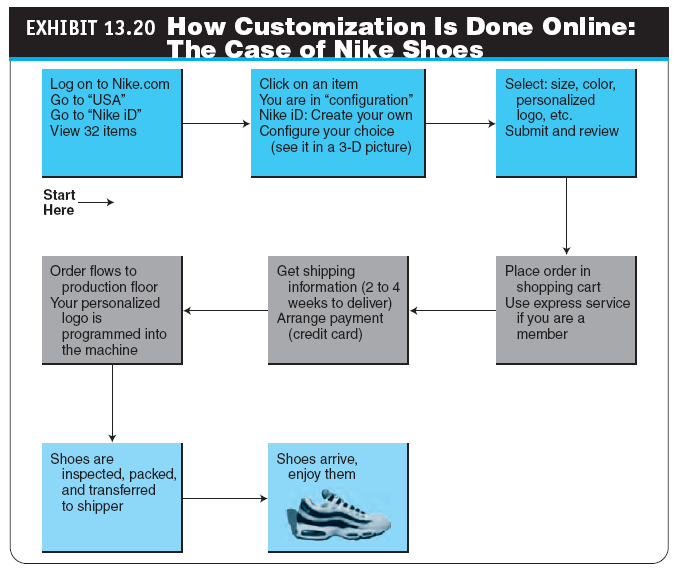 EXHIBIT 13.20 How Customization Is Done Online:
The Case of Nike Shoes
Log on to Nike.com
Go to “USA”
Go to “Nike iD”
View 32 items
Click on an item
You are in “configuration”
Nike iD: Create your own
Configure your choice
(see it in a 3-D picture)
Select: size, color,
personalized
logo, etc.
Submit and review
Start
Here
Order flows to
production floor
Your personalized
logo is
programmed into
the machine
Get shipping
information (2 to 4
weeks to deliver)
Arrange payment
(credit card)
Place order in
shopping cart
Use express service
if you are a
member
Shoes are
inspected, packed,
and transferred
to shipper
Shoes arrive,
enjoy them